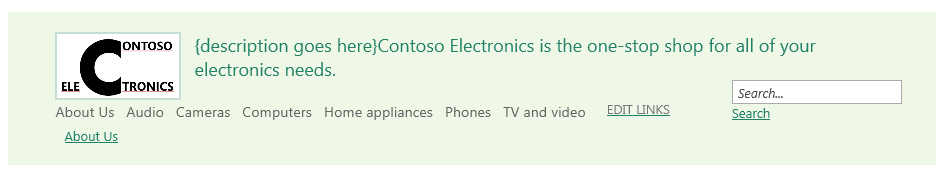 ONTOSO
ELE C TRONICS
{description goes here}Contoso Electronics is the one-stop shop for all of your
electronics needs.
Search...
About Us Audio Cameras Computers Home appliances Phones TV and video EDIT LINKS
Search
About Us